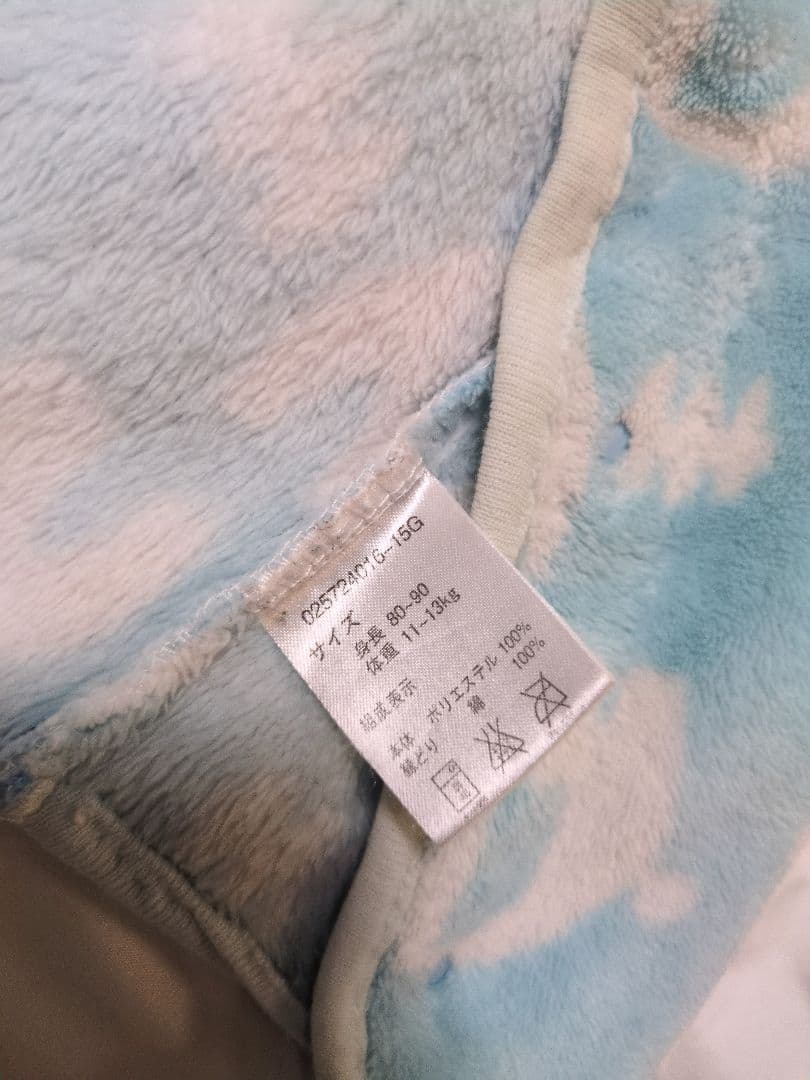 025724016-15G
サイズ
身長 80~90
体重 11~13kg
組成表示
本体 ポリエステル 100%
縁どり 綿 100%